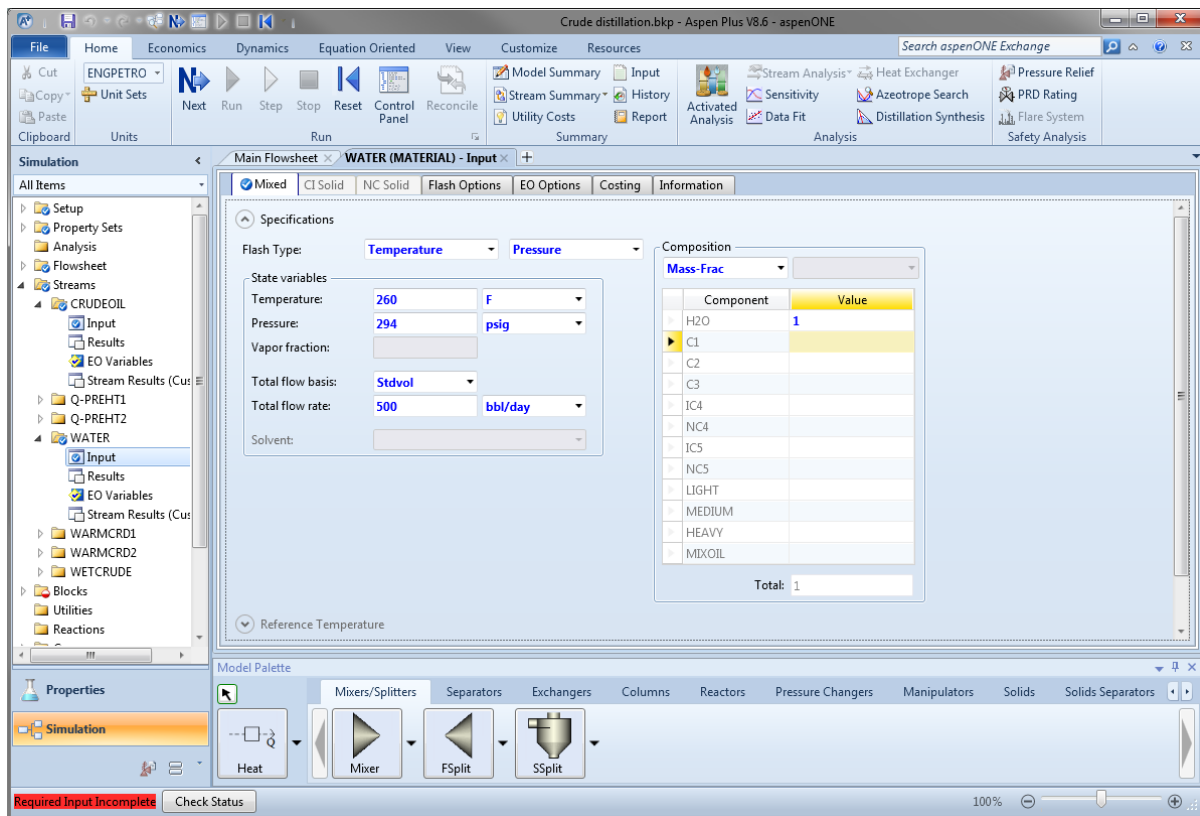 Crude distillation.bkp - Aspen Plus V8.6 - aspenONE
File Home Economics Dynamics Equation Oriented View Customize Resources Search aspenONE Exchange
Cut ENGPETRO Model Summary Input Stream Analysis Heat Exchanger Pressure Relief
Copy Unit Sets Next Run Step Stop Reset Control Panel Reconcile Stream Summary History Activated Analysis Sensitivity Azeotrope Search PRD Rating
Paste Utility Costs Report Data Fit Distillation Synthesis Flare System
Clipboard Units Run Summary Analysis Safety Analysis
Simulation Main Flowsheet WATER (MATERIAL) - Input
All Items Mixed CI Solid NC Solid Flash Options EO Options Costing Information
Setup
Property Sets
Analysis
Flowsheet
Streams
CRUDEOIL
Input
Results
EO Variables
Stream Results (Cus
Q-PREHT1
Q-PREHT2
WATER
Input
Results
EO Variables
Stream Results (Cus
WARMCRD1
WARMCRD2
WETCRUDE
Blocks
Utilities
Reactions
Properties
Simulation
Specifications
Flash Type: Temperature Pressure
State variables
Temperature: 260 F
Pressure: 294 psig
Vapor fraction:
Total flow basis: Stdvol
Total flow rate: 500 bbl/day
Solvent:
Composition
Mass-Frac
Component Value
H2O 1
C1
C2
C3
IC4
NC4
IC5
NC5
LIGHT
MEDIUM
HEAVY
MIXOIL
Total: 1
Reference Temperature
Model Palette
Mixers/Splitters Separators Exchangers Columns Reactors Pressure Changers Manipulators Solids Solids Separators
Q
Heat Mixer FSplit SSplit
Required Input Incomplete Check Status 100%